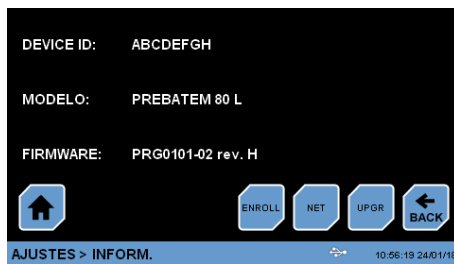 DEVICE ID: ABCDEFGH
MODELO: PREBATEM 80 L
FIRMWARE: PRG0101-02 rev. H
ENROLL NET UPGR BACK
AJUSTES > INFORM. 10:56:19 24/01/18